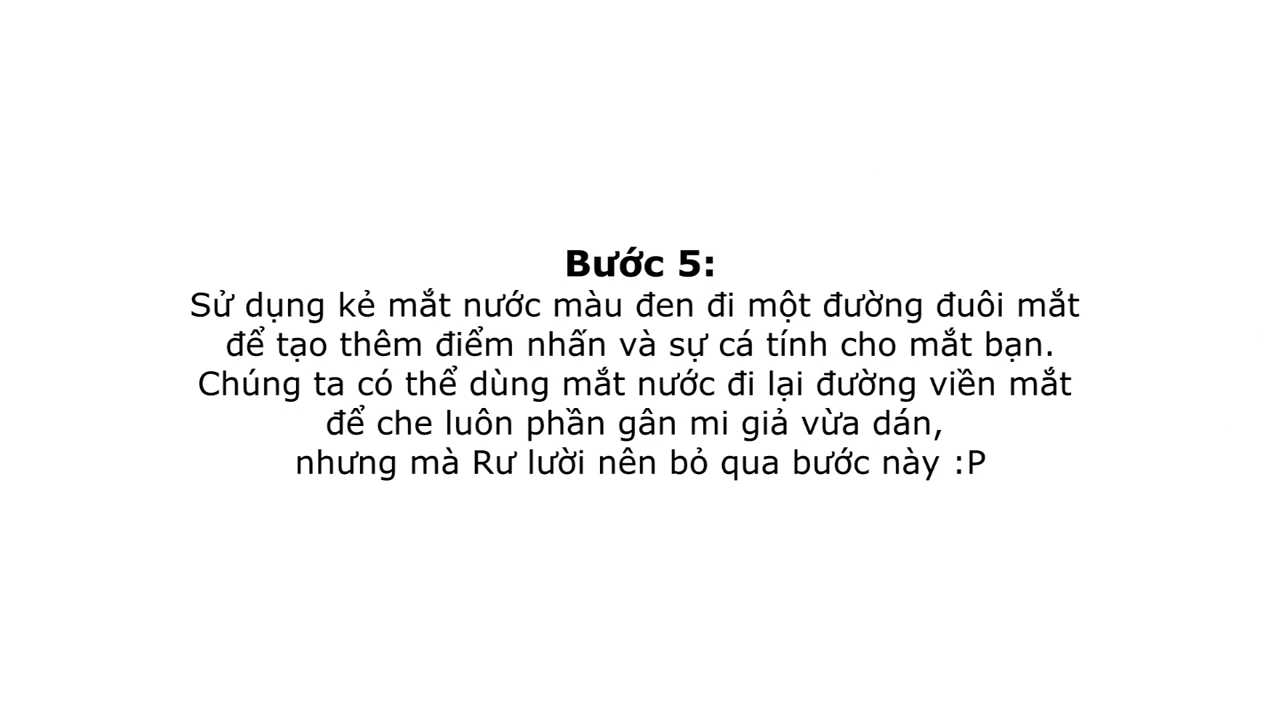 Bước 5:
Sử dụng kẻ mắt nước màu đen đi một đường đuôi mắt
để tạo thêm điểm nhấn và sự cá tính cho mắt bạn.
Chúng ta có thể dùng mắt nước đi lại đường viền mắt
để che luôn phần gân mi giả vừa dán,
nhưng mà Rư lười nên bỏ qua bước này :P